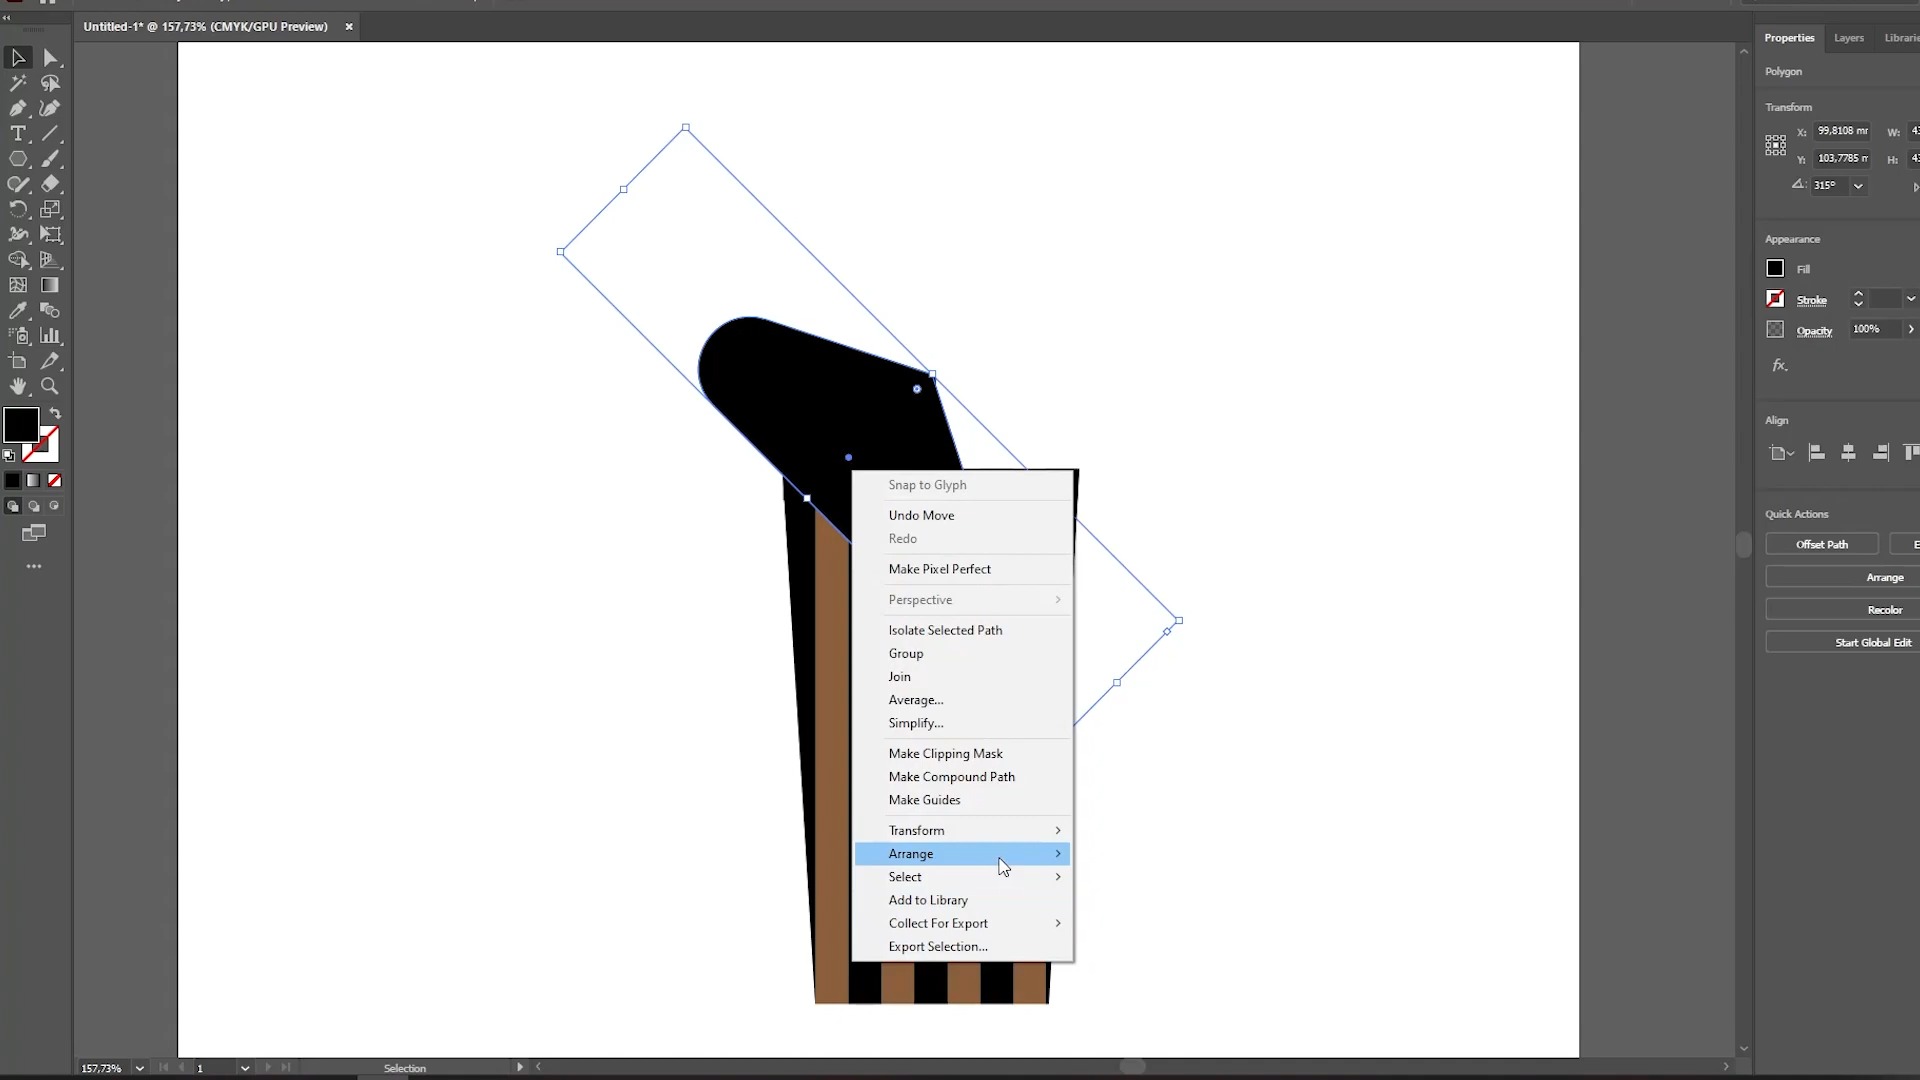 Untitled-1* @ 157,73% (CMYK/GPU Preview)
Properties
Layers
Librarie
Polygon
Transform
X:
99,8108 mr
W:
43
Y:
103,7785 m
H:
43
315°
Appearance
Fill
Stroke
Opacity
100%
fx.
Align
Quick Actions
Offset Path
E
Arrange
Recolor
Start Global Edit
Snap to Glyph
Undo Move
Redo
Make Pixel Perfect
Perspective
Isolate Selected Path
Group
Join
Average...
Simplify...
Make Clipping Mask
Make Compound Path
Make Guides
Transform
Arrange
Select
Add to Library
Collect For Export
Export Selection...
157,73%
1
Selection